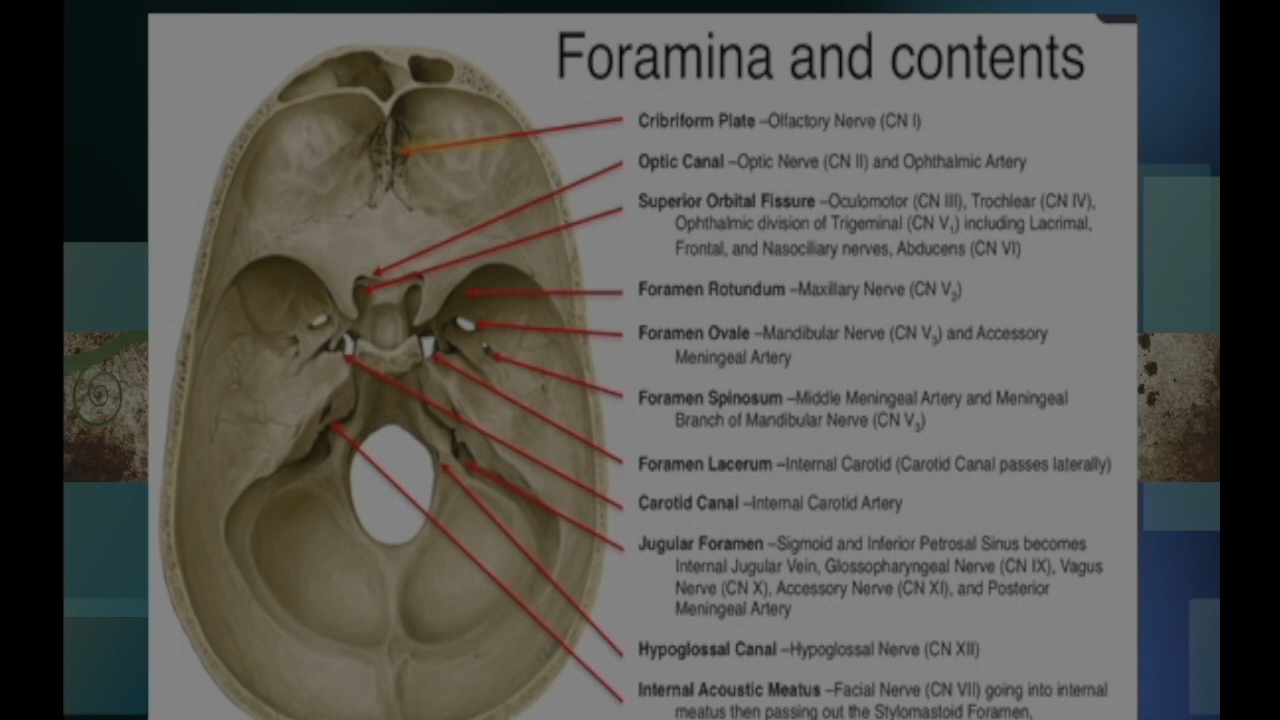 Foramina and contents
Cribriform Plate –Olfactory Nerve (CN I)
Optic Canal –Optic Nerve (CN II) and Ophthalmic Artery
Superior Orbital Fissure –Oculomotor (CN III), Trochlear (CN IV),
Ophthalmic division of Trigeminal (CN V₁) including Lacrimal,
Frontal, and Nasociliary nerves, Abducens (CN VI)
Foramen Rotundum –Maxillary Nerve (CN V₂)
Foramen Ovale –Mandibular Nerve (CN V₃) and Accessory
Meningeal Artery
Foramen Spinosum –Middle Meningeal Artery and Meningeal
Branch of Mandibular Nerve (CN V₃)
Foramen Lacerum –Internal Carotid (Carotid Canal passes laterally)
Carotid Canal –Internal Carotid Artery
Jugular Foramen –Sigmoid and Inferior Petrosal Sinus becomes
Internal Jugular Vein, Glossopharyngeal Nerve (CN IX), Vagus
Nerve (CN X), Accessory Nerve (CN XI), and Posterior
Meningeal Artery
Hypoglossal Canal –Hypoglossal Nerve (CN XII)
Internal Acoustic Meatus –Facial Nerve (CN VII) going into internal
meatus then passing out the Stylomastoid Foramen,